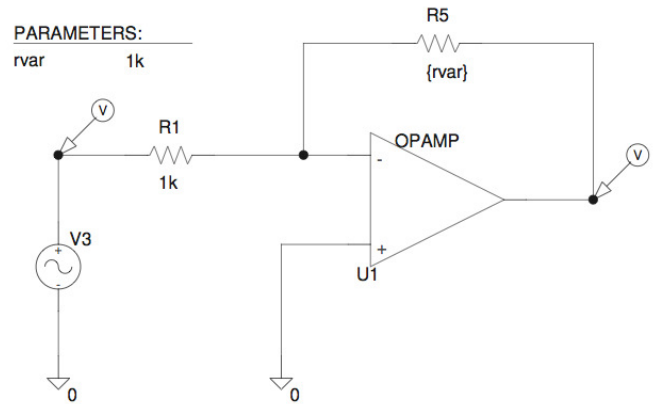 PARAMETERS:
rvar 1k
V
R1
1k
R5
{rvar}
OPAMP
-
+
U1
V
V3
+
-
0
0